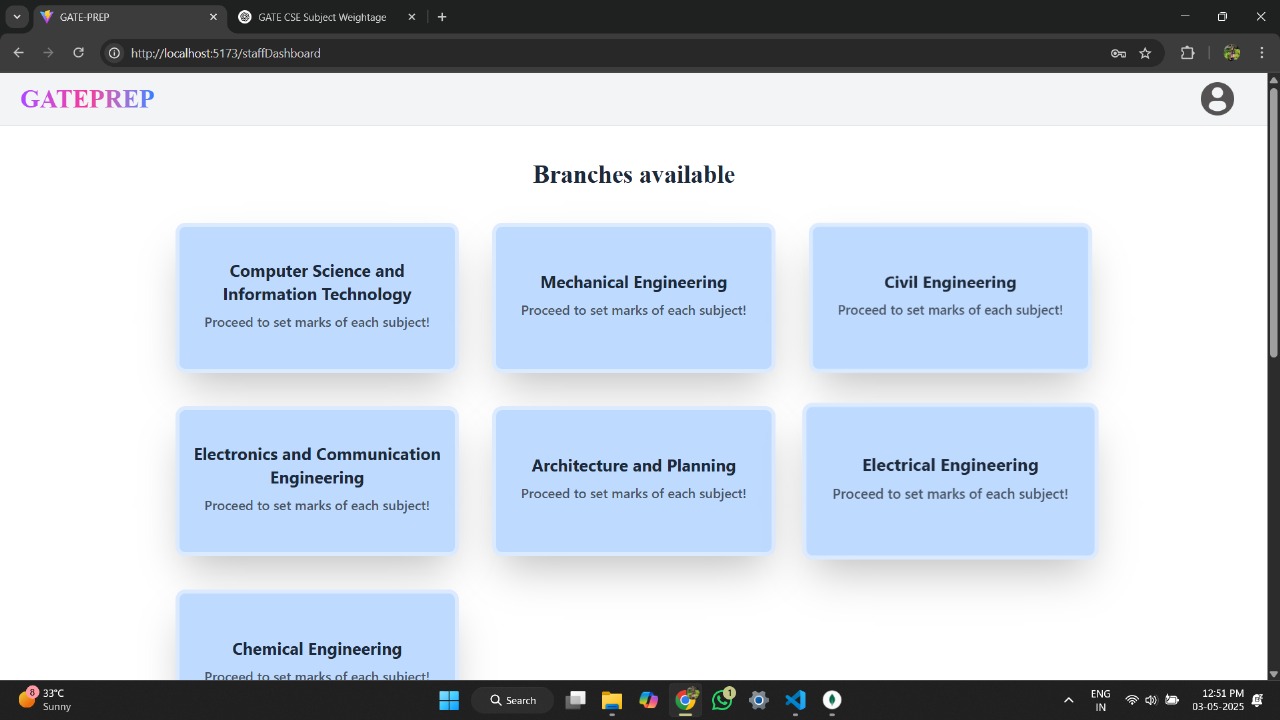 GATE-PREP
GATE CSE Subject Weightage
http://localhost:5173/staffDashboard
GATEPREP
Branches available
Computer Science and
Information Technology
Proceed to set marks of each subject!
Mechanical Engineering
Proceed to set marks of each subject!
Civil Engineering
Proceed to set marks of each subject!
Electronics and Communication
Engineering
Proceed to set marks of each subject!
Architecture and Planning
Proceed to set marks of each subject!
Electrical Engineering
Proceed to set marks of each subject!
Chemical Engineering
Proceed to set marks of each subject!
8
33°C
Sunny
Search
1
ENG
IN
12:51 PM
03-05-2025